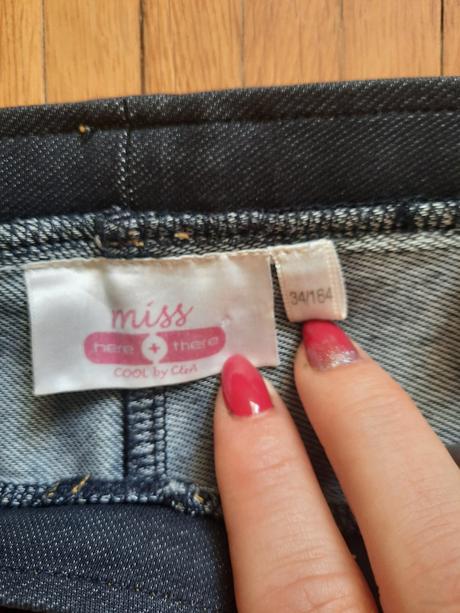 miss
here + there
COOL by C&A
34/164